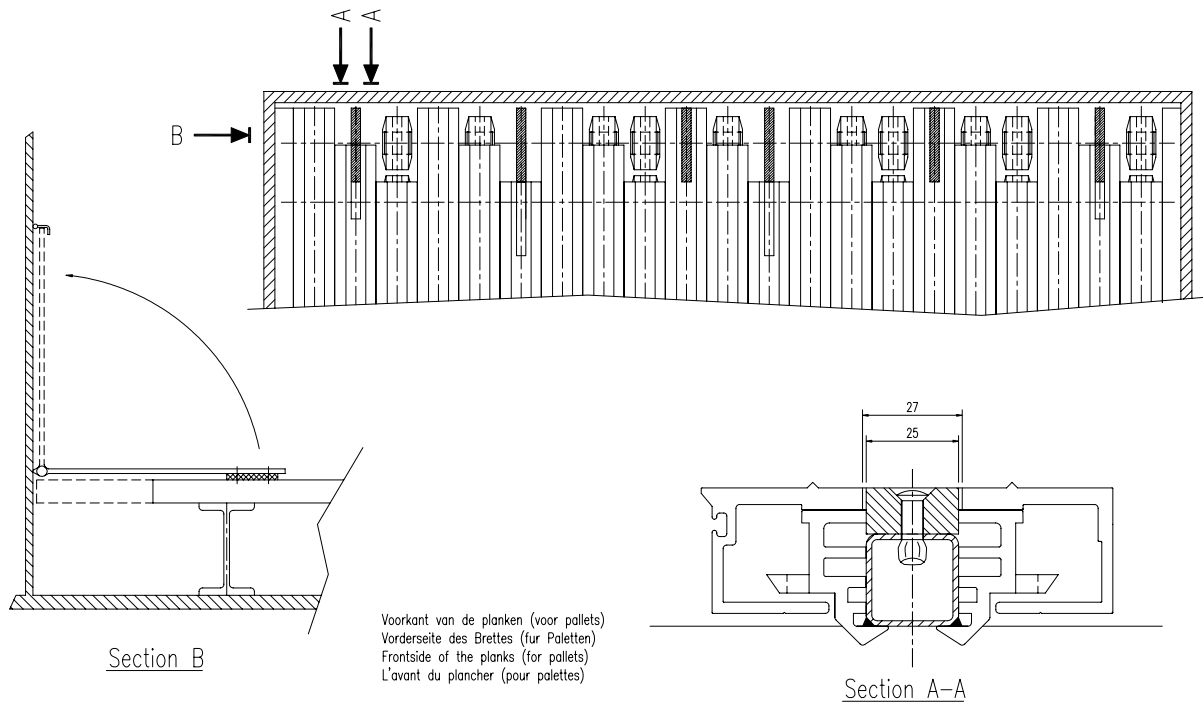 A A
B
27
25
Voorkant van de planken (voor pallets)
Vorderseite des Brettes (fur Paletten)
Frontside of the planks (for pallets)
L'avant du plancher (pour palettes)
Section B
Section A-A